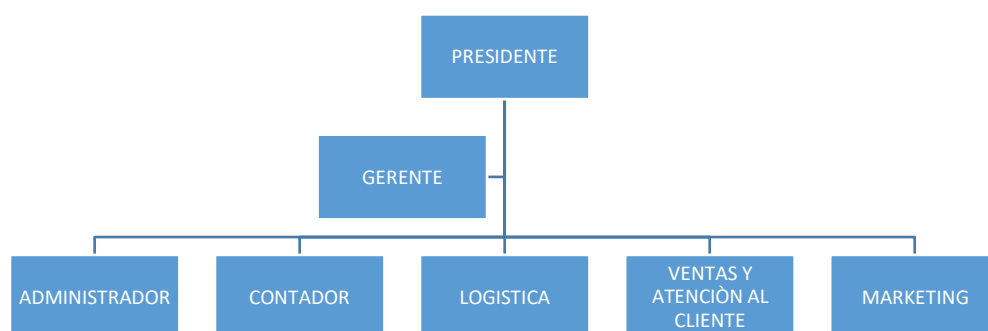 PRESIDENTE
GERENTE
ADMINISTRADOR
CONTADOR
LOGISTICA
VENTAS Y
ATENCIÒN AL
CLIENTE
MARKETING